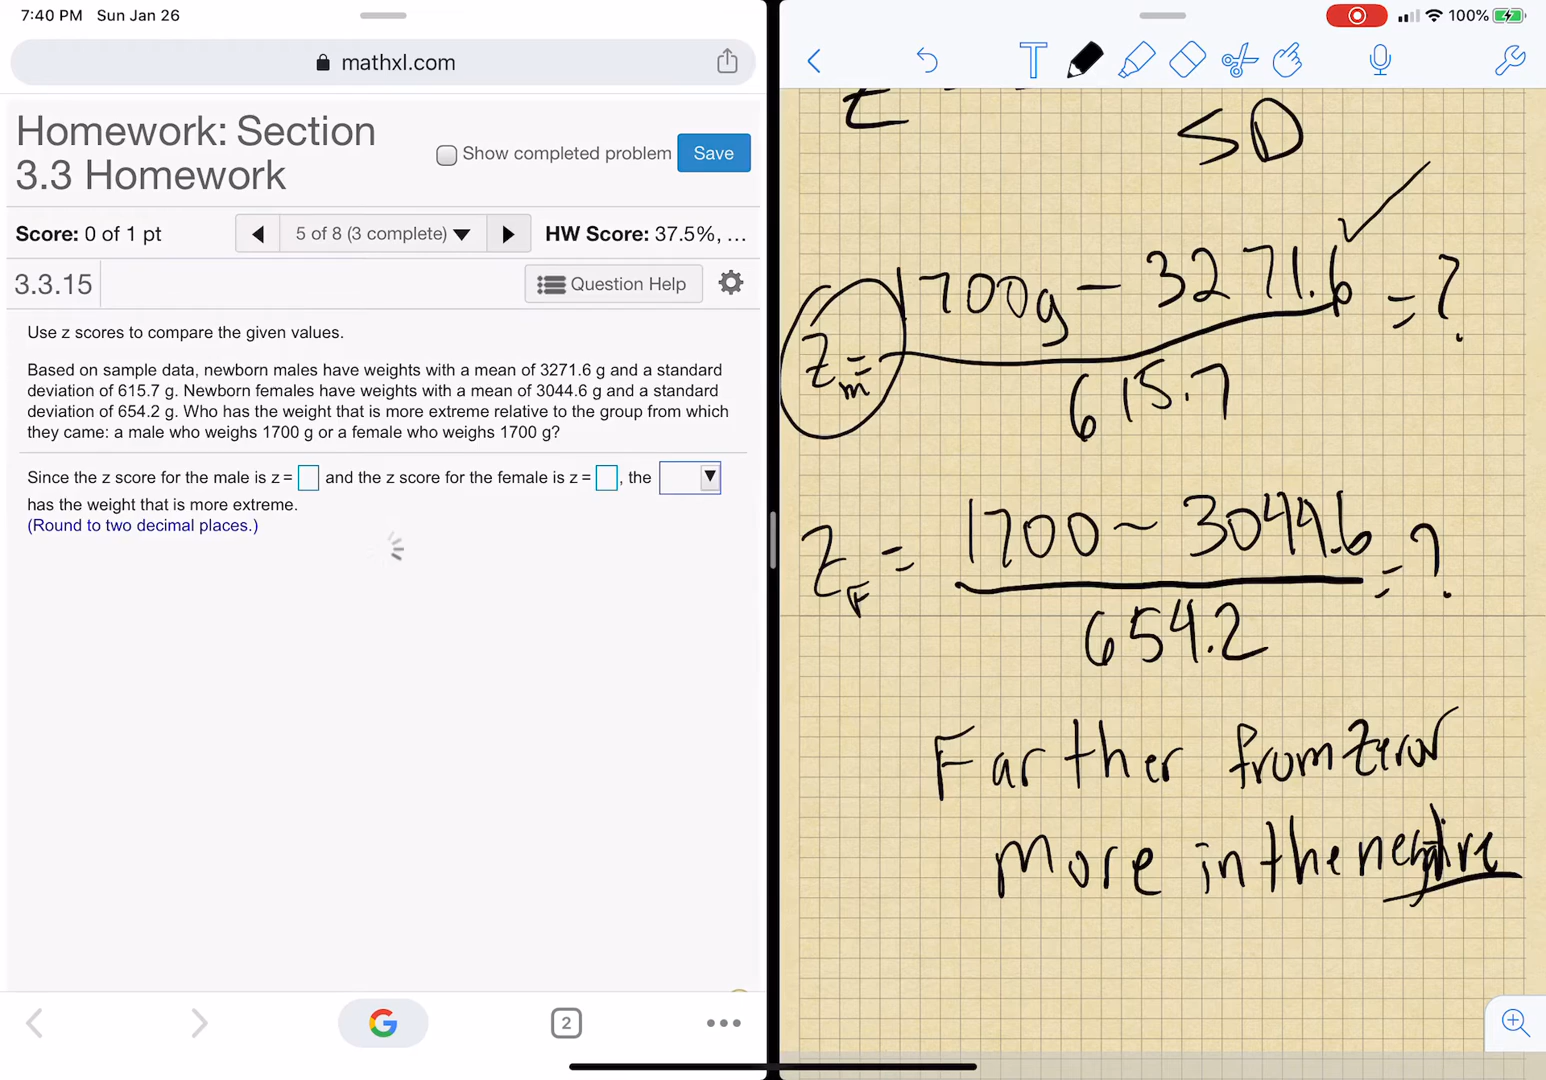 7:40 PM Sun Jan 26
mathxl.com
Homework: Section
3.3 Homework
Show completed problem
Save
Score: 0 of 1 pt
5 of 8 (3 complete)
HW Score: 37.5%, ...
3.3.15
Question Help
Use z scores to compare the given values.
Based on sample data, newborn males have weights with a mean of 3271.6 g and a standard
deviation of 615.7 g. Newborn females have weights with a mean of 3044.6 g and a standard
deviation of 654.2 g. Who has the weight that is more extreme relative to the group from which
they came: a male who weighs 1700 g or a female who weighs 1700 g?
Since the z score for the male is z = and the z score for the female is z = , the
has the weight that is more extreme.
(Round to two decimal places.)
2
100%
T
SD
1700g - 3271.6 = ?
Zm =
615.7
1700 - 3044.6
ZF = = ?
654.2
Farther from
more in the negative